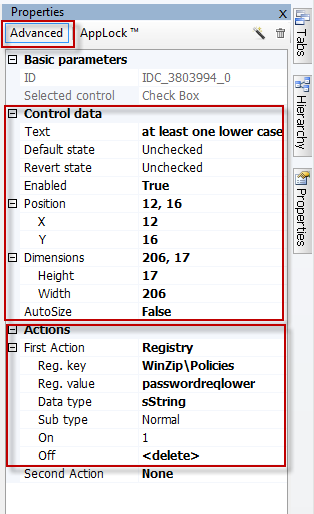 Properties X
Advanced AppLock ™
Basic parameters
ID IDC_3803994_0
Selected control Check Box
Control data
Text at least one lower case
Default state Unchecked
Revert state Unchecked
Enabled True
Position 12, 16
X 12
Y 16
Dimensions 206, 17
Height 17
Width 206
AutoSize False
Actions
First Action Registry
Reg. key WinZip\Policies
Reg. value passwordreqlower
Data type sString
Sub type Normal
On 1
Off <delete>
Second Action None
Tabs
Hierarchy
Properties